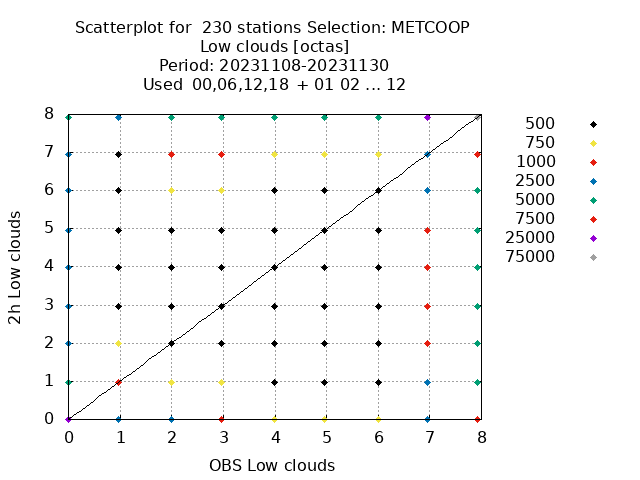 Scatterplot for  230 stations Selection: METCOOP
Low clouds [octas]
Period: 20231108-20231130
Used  00,06,12,18  + 01 02 ... 12
8
7
6
5
4
3
2
1
0
2h Low clouds
0 1 2 3 4 5 6 7 8
OBS Low clouds
500
750
1000
2500
5000
7500
25000
75000